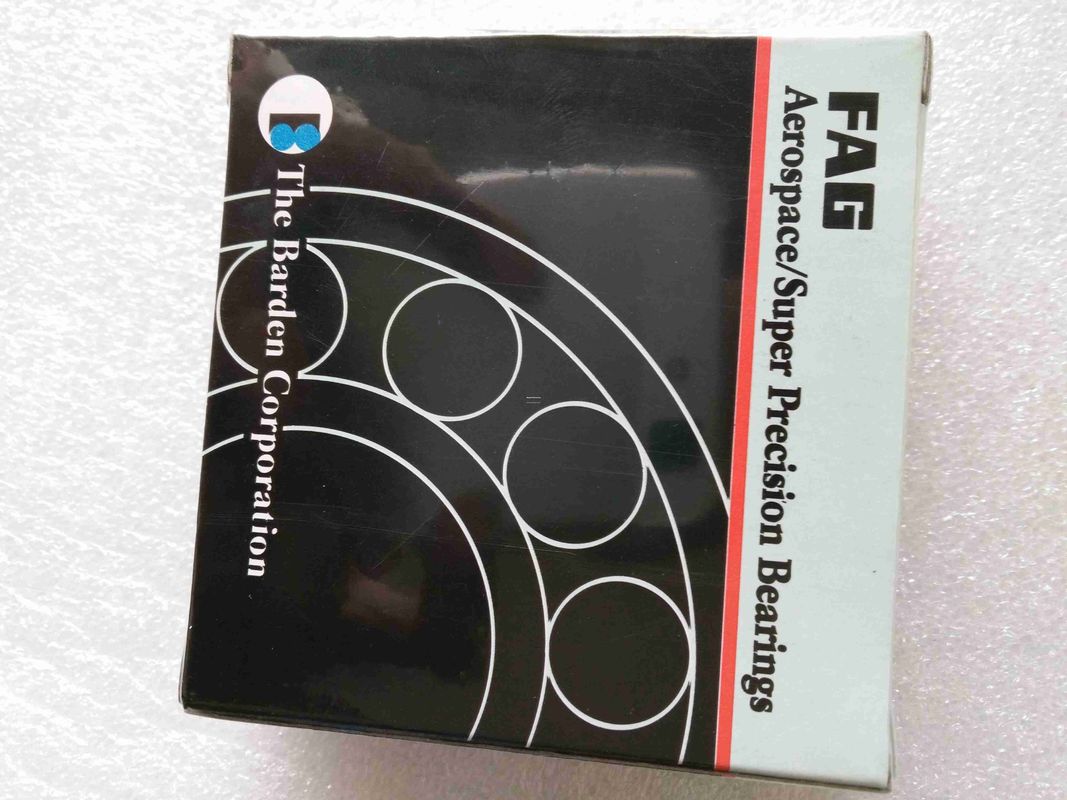 FAG
Aerospace/Super Precision Bearings
B The Barden Corporation